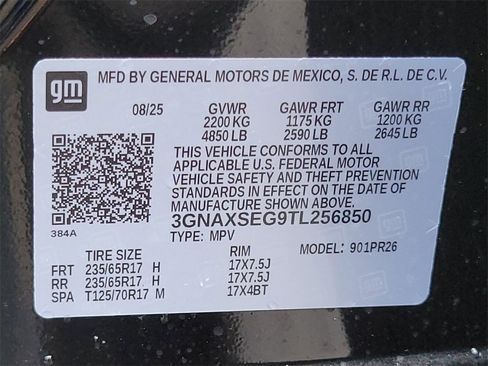 gm
MFD BY GENERAL MOTORS DE MEXICO, S. DE R.L. DE C.V.
08/25 GVWR GAWR FRT GAWR RR
2200 KG 1175 KG 1200 KG
4850 LB 2590 LB 2645 LB
THIS VEHICLE CONFORMS TO ALL
APPLICABLE U.S. FEDERAL MOTOR
VEHICLE SAFETY AND THEFT PREVENTION
STANDARDS IN EFFECT ON THE DATE OF
MANUFACTURE SHOWN ABOVE.
384A
3GNAXSEG9TL256850
TYPE: MPV
MODEL: 901PR26
TIRE SIZE RIM
FRT 235/65R17 H 17X7.5J
RR 235/65R17 H 17X7.5J
SPA T125/70R17 M 17X4BT